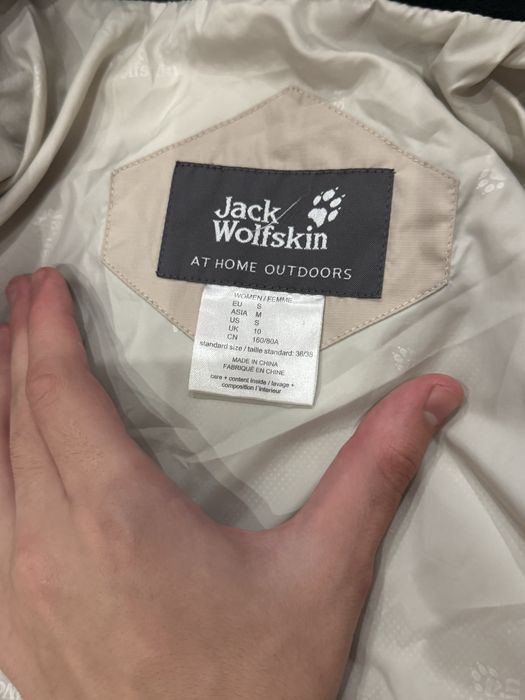 Jack
Wolfskin
AT HOME OUTDOORS
WOMEN / FEMME
EU S
ASIA M
US S
UK 10
CN 160/80A
standard size / taille standard: 36/38
MADE IN CHINA
FABRIQUÉ EN CHINE
care + content inside / lavage +
composition l'interieur